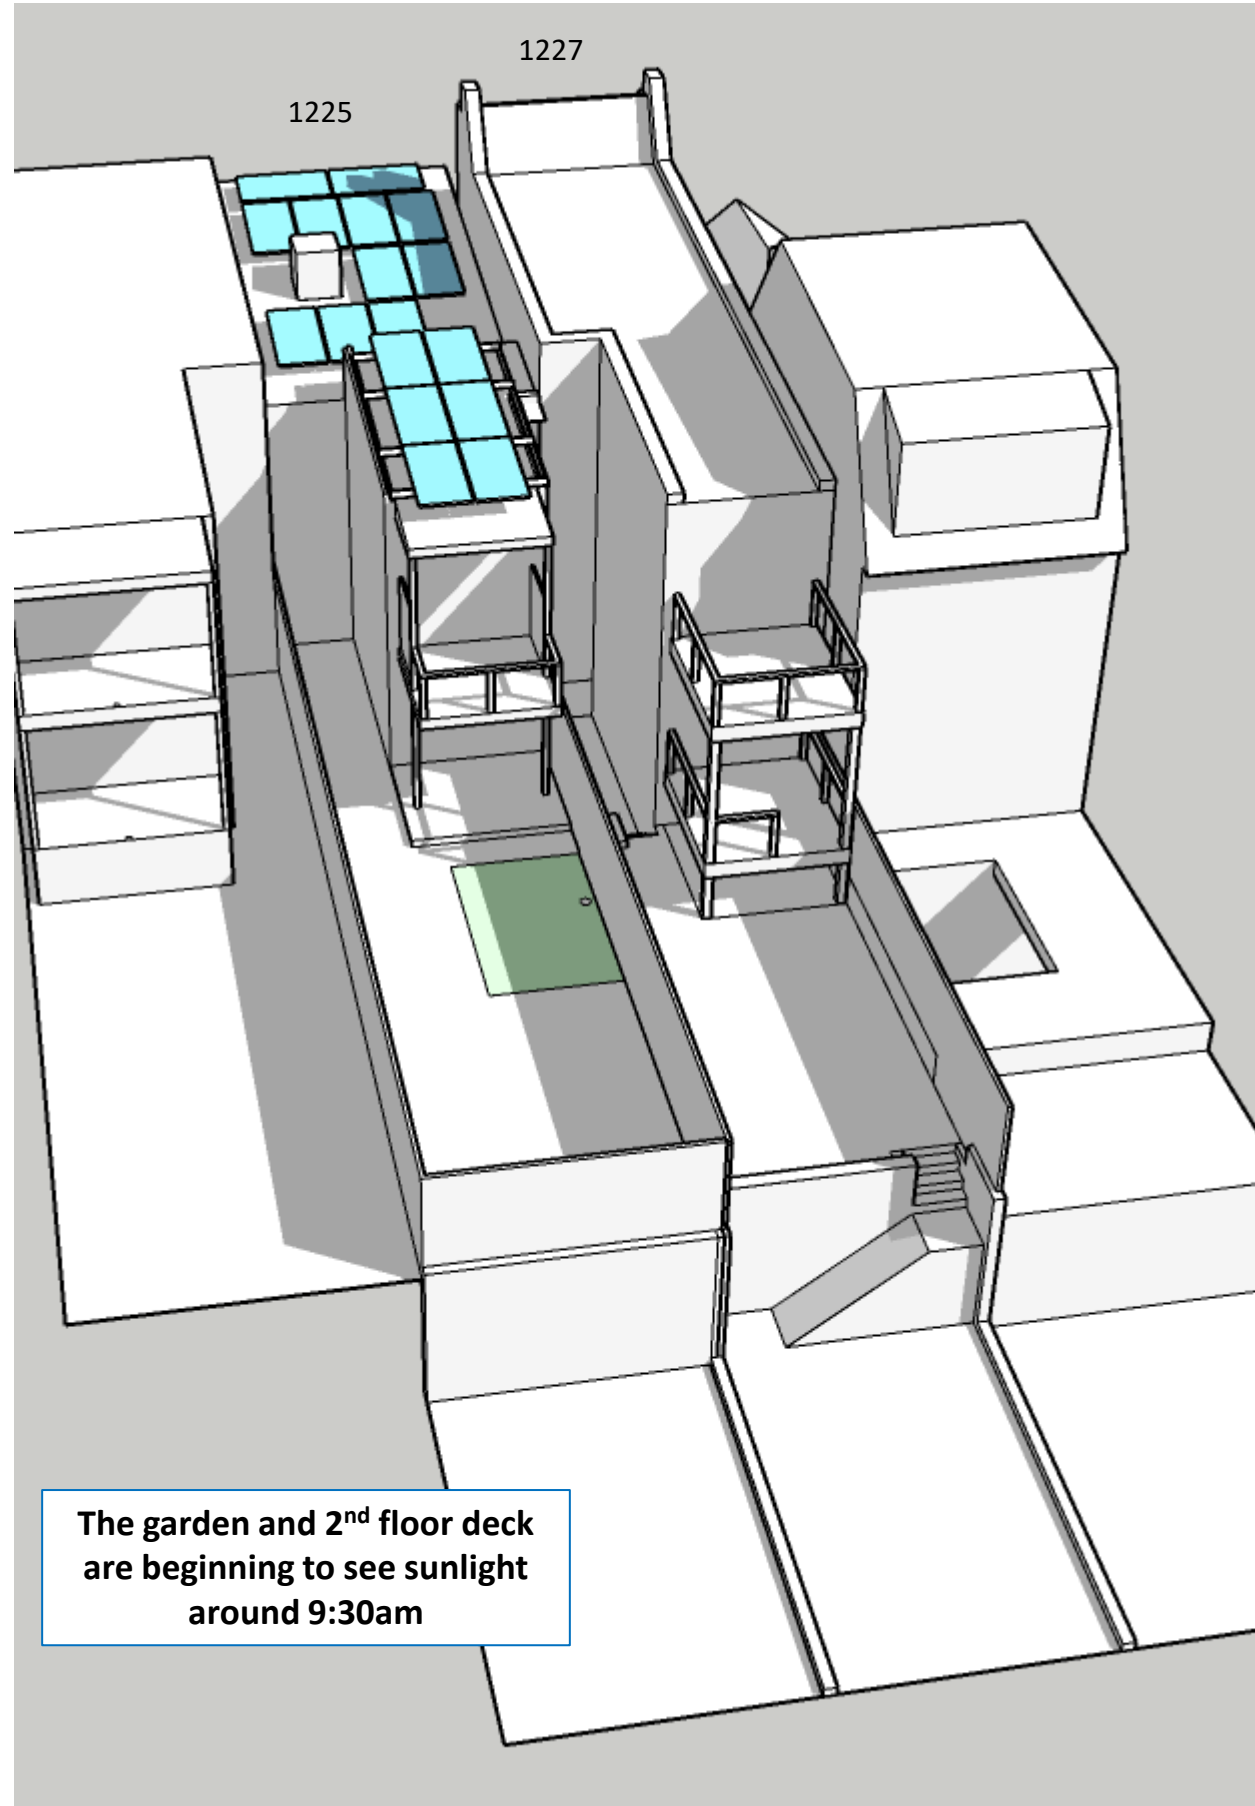 1227
1225
The garden and 2nd floor deck
are beginning to see sunlight
around 9:30am